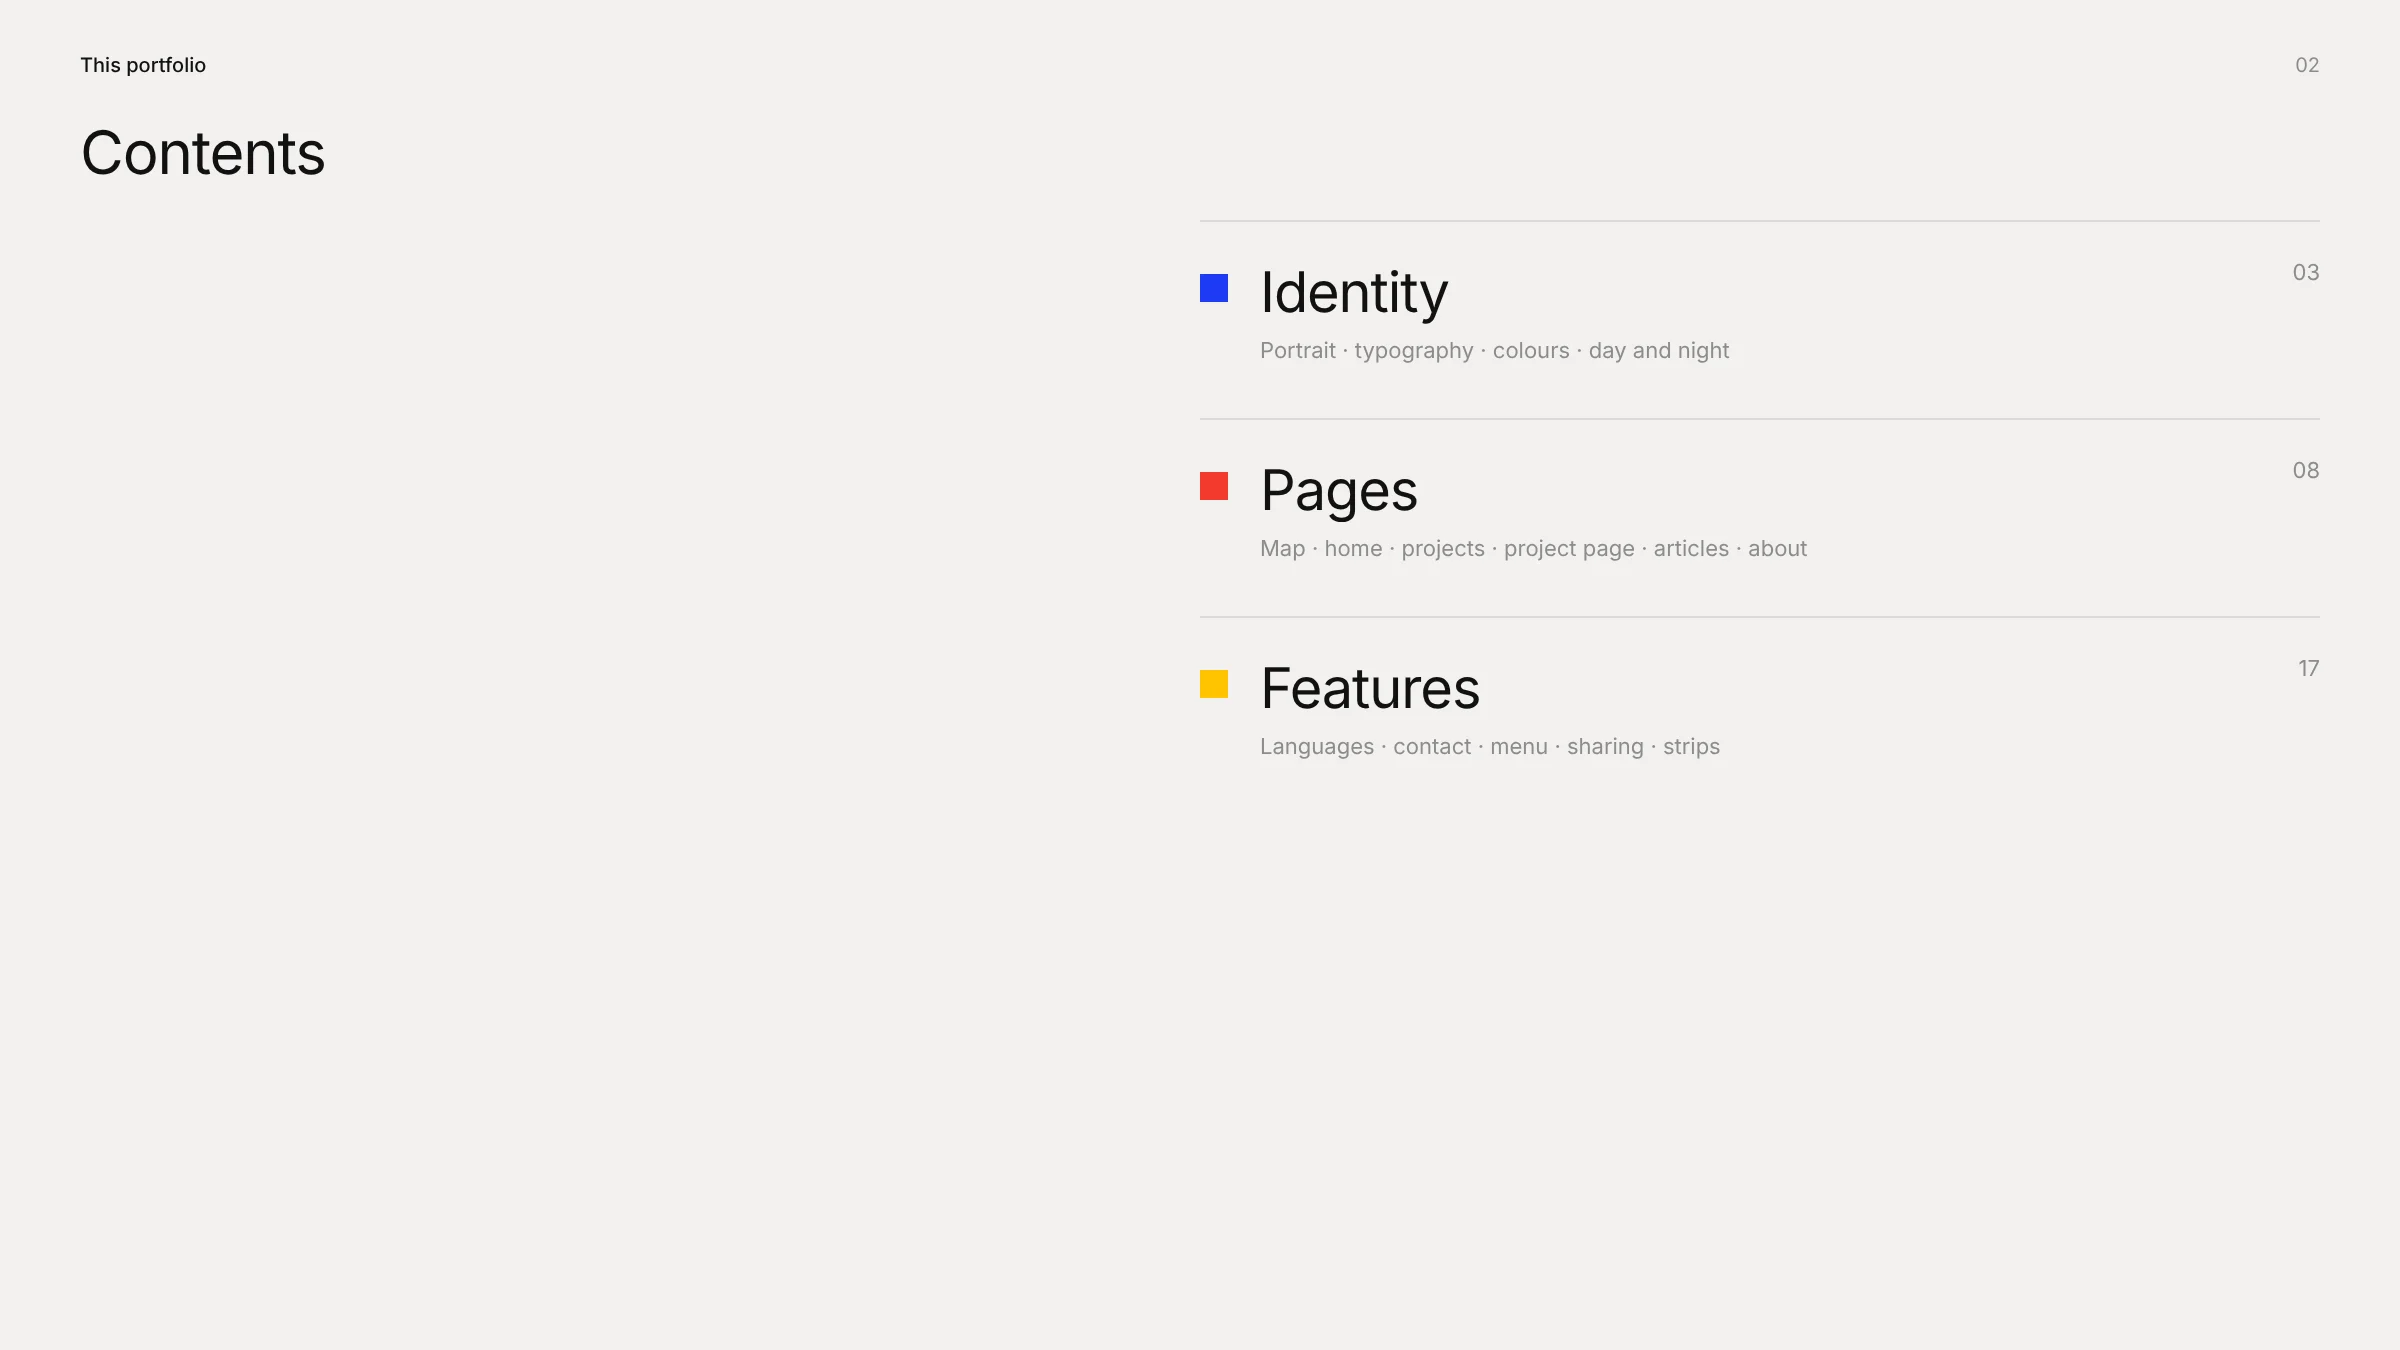 This portfolio
02
Contents
Identity
03
Portrait · typography · colours · day and night
Pages
08
Map · home · projects · project page · articles · about
Features
17
Languages · contact · menu · sharing · strips